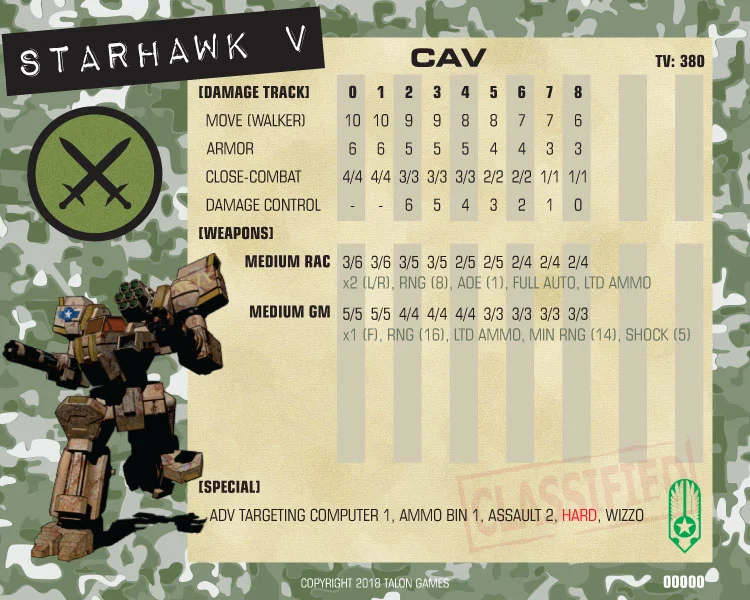 STARHAWK V
CAV
TV: 380
[DAMAGE TRACK] 0 1 2 3 4 5 6 7 8
MOVE (WALKER) 10 10 9 9 8 8 7 7 6
ARMOR 6 6 5 5 5 4 4 3 3
CLOSE-COMBAT 4/4 4/4 3/3 3/3 3/3 2/2 2/2 1/1 1/1
DAMAGE CONTROL - - 6 5 4 3 2 1 0
[WEAPONS]
MEDIUM RAC 3/6 3/6 3/5 3/5 2/5 2/5 2/4 2/4 2/4
x2 (L/R), RNG (8), AOE (1), FULL AUTO, LTD AMMO
MEDIUM GM 5/5 5/5 4/4 4/4 4/4 3/3 3/3 3/3 3/3
x1 (F), RNG (16), LTD AMMO, MIN RNG (14), SHOCK (5)
CLASSIFIED
[SPECIAL]
ADV TARGETING COMPUTER 1, AMMO BIN 1, ASSAULT 2, HARD, WIZZO
COPYRIGHT 2018 TALON GAMES
00000